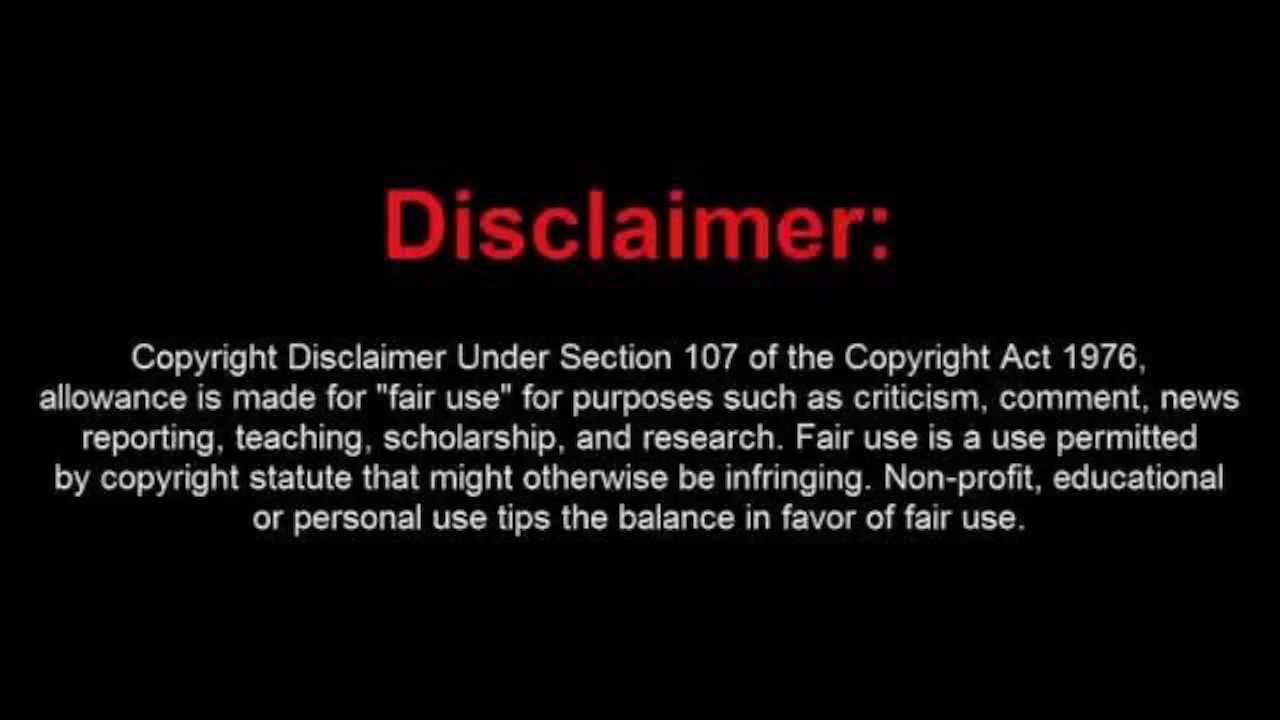 Disclaimer:
Copyright Disclaimer Under Section 107 of the Copyright Act 1976,
allowance is made for "fair use" for purposes such as criticism, comment, news
reporting, teaching, scholarship, and research. Fair use is a use permitted
by copyright statute that might otherwise be infringing. Non-profit, educational
or personal use tips the balance in favor of fair use.